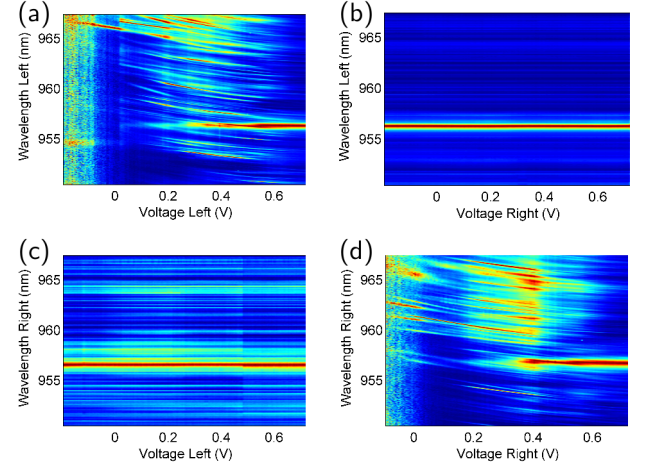 (a)
(b)
Wavelength Left (nm)
965
960
955
0 0.2 0.4 0.6
Voltage Left (V)
Wavelength Left (nm)
965
960
955
0 0.2 0.4 0.6
Voltage Right (V)
(c)
(d)
Wavelength Right (nm)
965
960
955
0 0.2 0.4 0.6
Voltage Left (V)
Wavelength Right (nm)
965
960
955
0 0.2 0.4 0.6
Voltage Right (V)